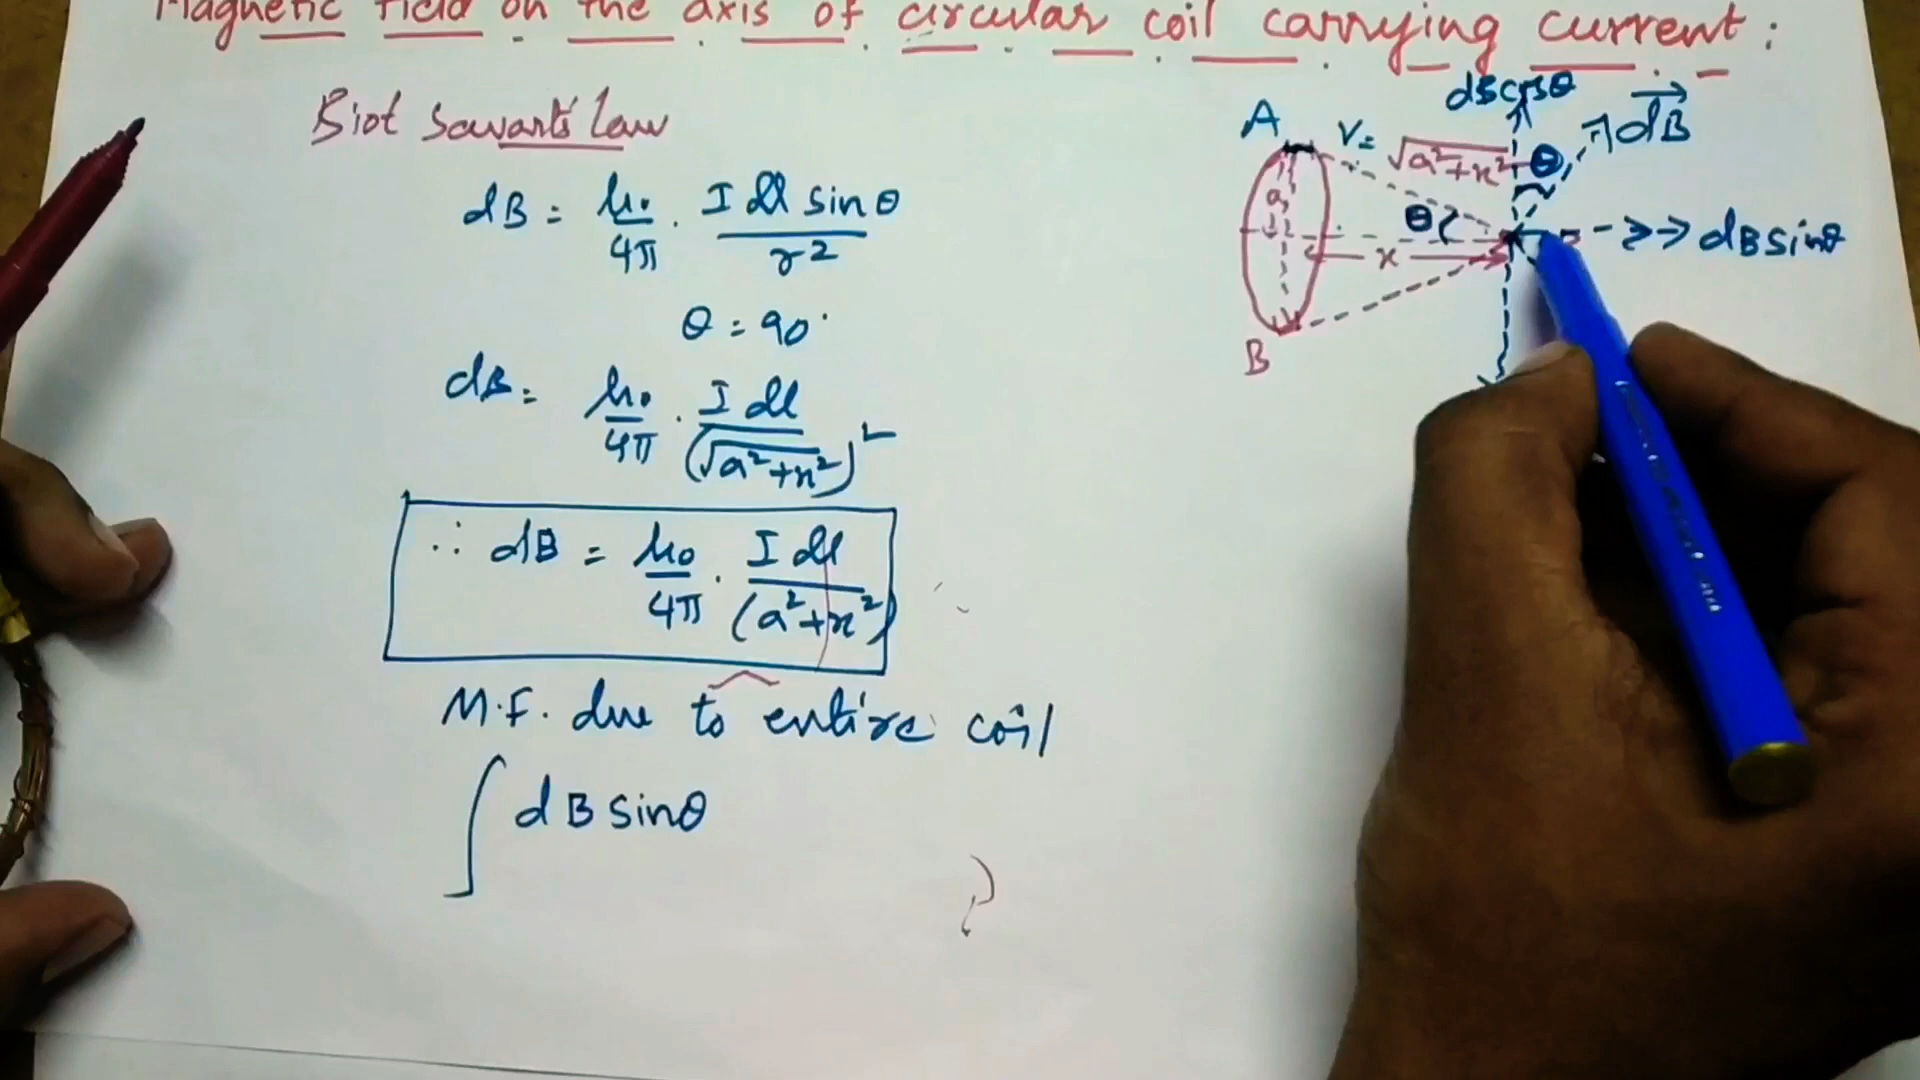 Magnetic field on the axis of circular coil carrying current :
Biot Savart's Law
dB = μ₀/4π . I dl sinθ / r²
θ = 90°
dB = μ₀/4π . I dl / (√a²+x²)²
∴ dB = μ₀/4π . I dl / (a²+x²)
M.F. due to entire coil
∫ dB sinθ
dB cosθ
dB
A
r = √a²+x²
θ
a
θ
x
dB sinθ
B